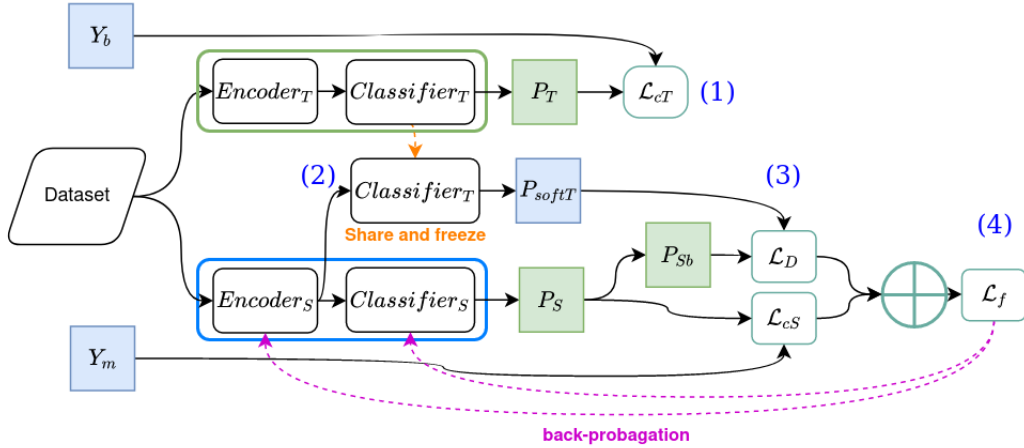 Y_b
Encoder_T
Classifier_T
P_T
ℒ_cT
(1)
Dataset
(2)
Classifier_T
P_softT
(3)
Share and freeze
P_Sb
ℒ_D
(4)
Encoder_S
Classifier_S
P_S
ℒ_cS
ℒ_f
Y_m
back-probagation